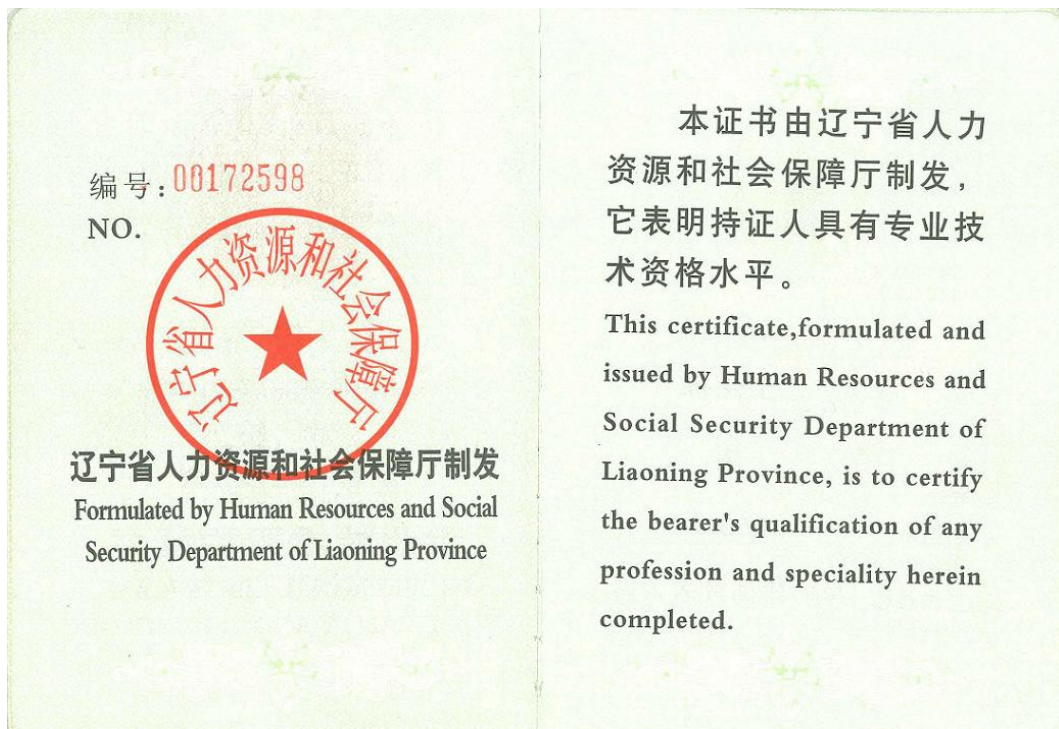 编号：00172598
NO.
辽宁省人力资源和社会保障厅
辽宁省人力资源和社会保障厅制发
Formulated by Human Resources and Social
Security Department of Liaoning Province
本证书由辽宁省人力
资源和社会保障厅制发，
它表明持证人具有专业技
术资格水平。
This certificate,formulated and
issued by Human Resources and
Social Security Department of
Liaoning Province, is to certify
the bearer's qualification of any
profession and speciality herein
completed.